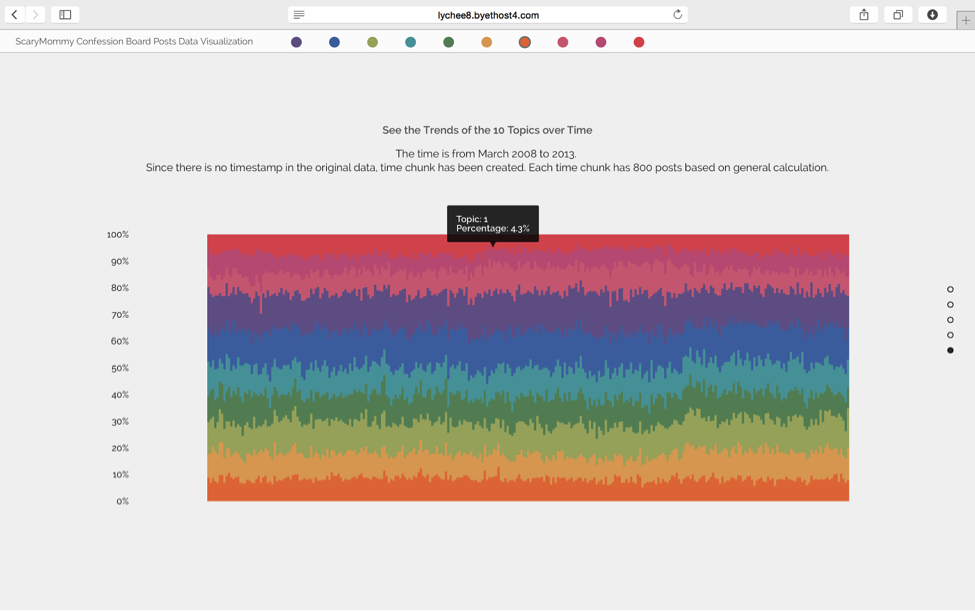 lychee8.byethost4.com
ScaryMommy Confession Board Posts Data Visualization
See the Trends of the 10 Topics over Time
The time is from March 2008 to 2013.
Since there is no timestamp in the original data, time chunk has been created. Each time chunk has 800 posts based on general calculation.
Topic: 1
Percentage: 4.3%
100%
90%
80%
70%
60%
50%
40%
30%
20%
10%
0%